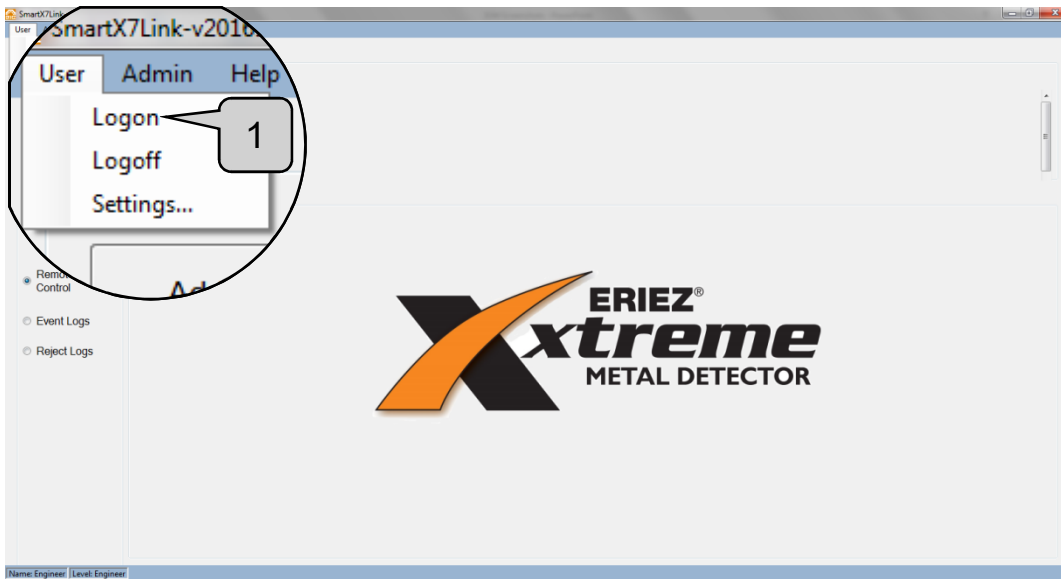 SmartX7Link
User
SmartX7Link-v2016.
User Admin Help
Logon
1
Logoff
Settings...
Remo
Control
Event Logs
Reject Logs
ERIEZ®
Xtreme
METAL DETECTOR
Name: Engineer Level: Engineer